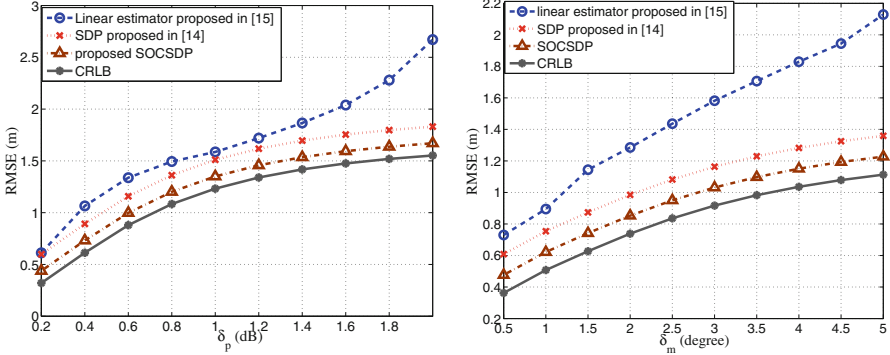 3
2.5
2
1.5
1
0.5
0
RMSE (m)
Linear estimator proposed in [15]
SDP proposed in [14]
proposed SOCSDP
CRLB
0.2 0.4 0.6 0.8 1 1.2 1.4 1.6 1.8
δp (dB)
2.2
2
1.8
1.6
1.4
1.2
1
0.8
0.6
0.4
0.2
RMSE (m)
linear estimator proposed in [15]
SDP proposed in [14]
SOCSDP
CRLB
0.5 1 1.5 2 2.5 3 3.5 4 4.5 5
δm (degree)